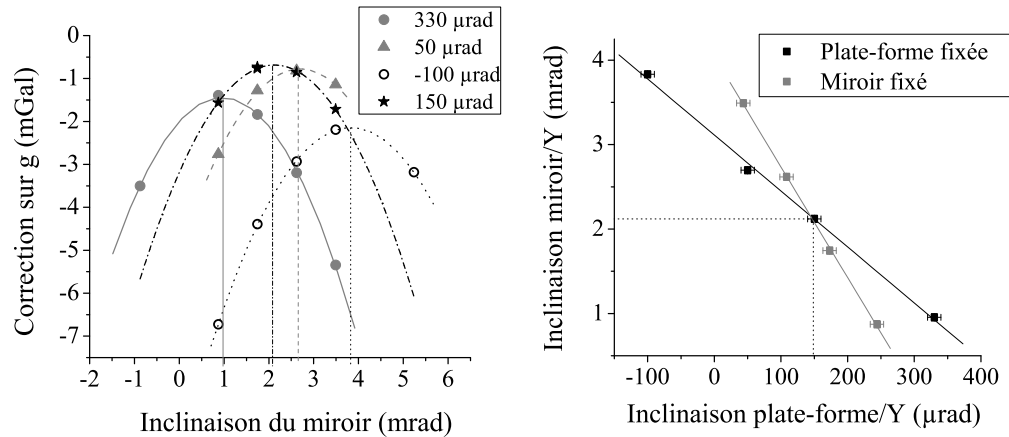 330 µrad
50 µrad
-100 µrad
150 µrad
0
-1
-2
-3
-4
-5
-6
-7
Correction sur g (mGal)
-2 -1 0 1 2 3 4 5 6
Inclinaison du miroir (mrad)
Plate-forme fixée
Miroir fixé
4
3
2
1
Inclinaison miroir/Y (mrad)
-100 0 100 200 300 400
Inclinaison plate-forme/Y (µrad)